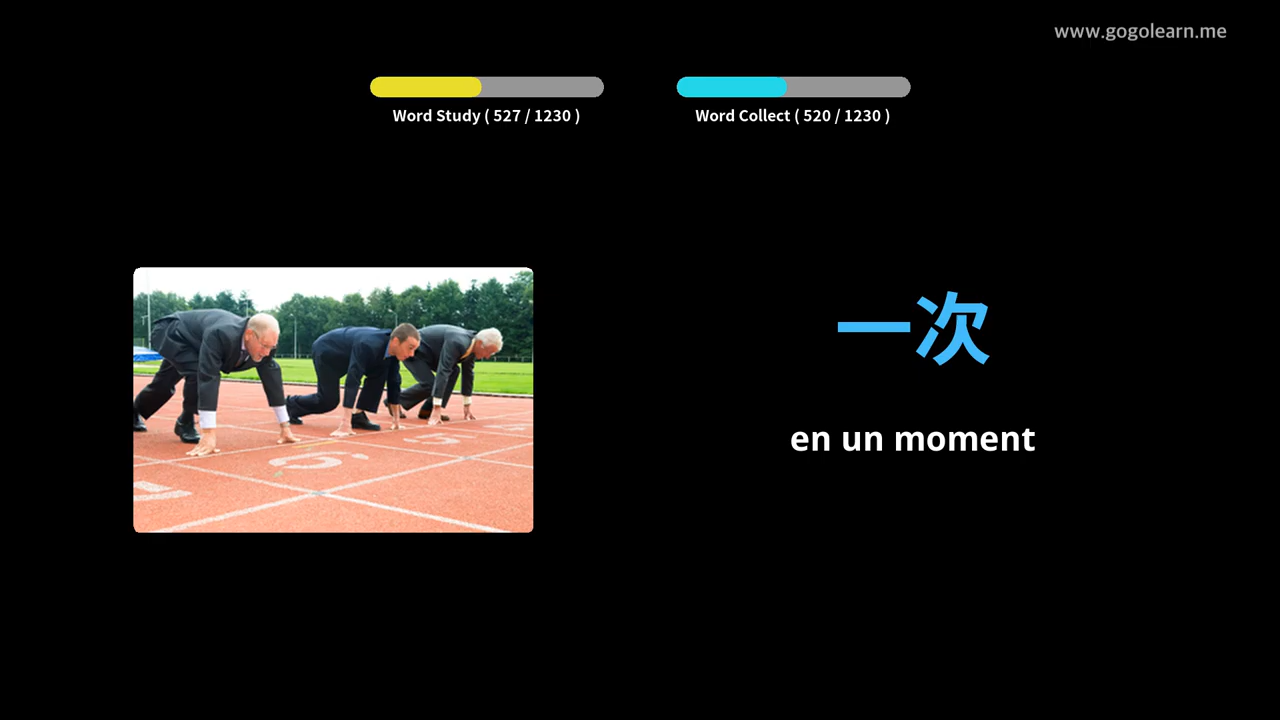 www.gogolearn.me
Word Study ( 527 / 1230 )
Word Collect ( 520 / 1230 )
一次
en un moment